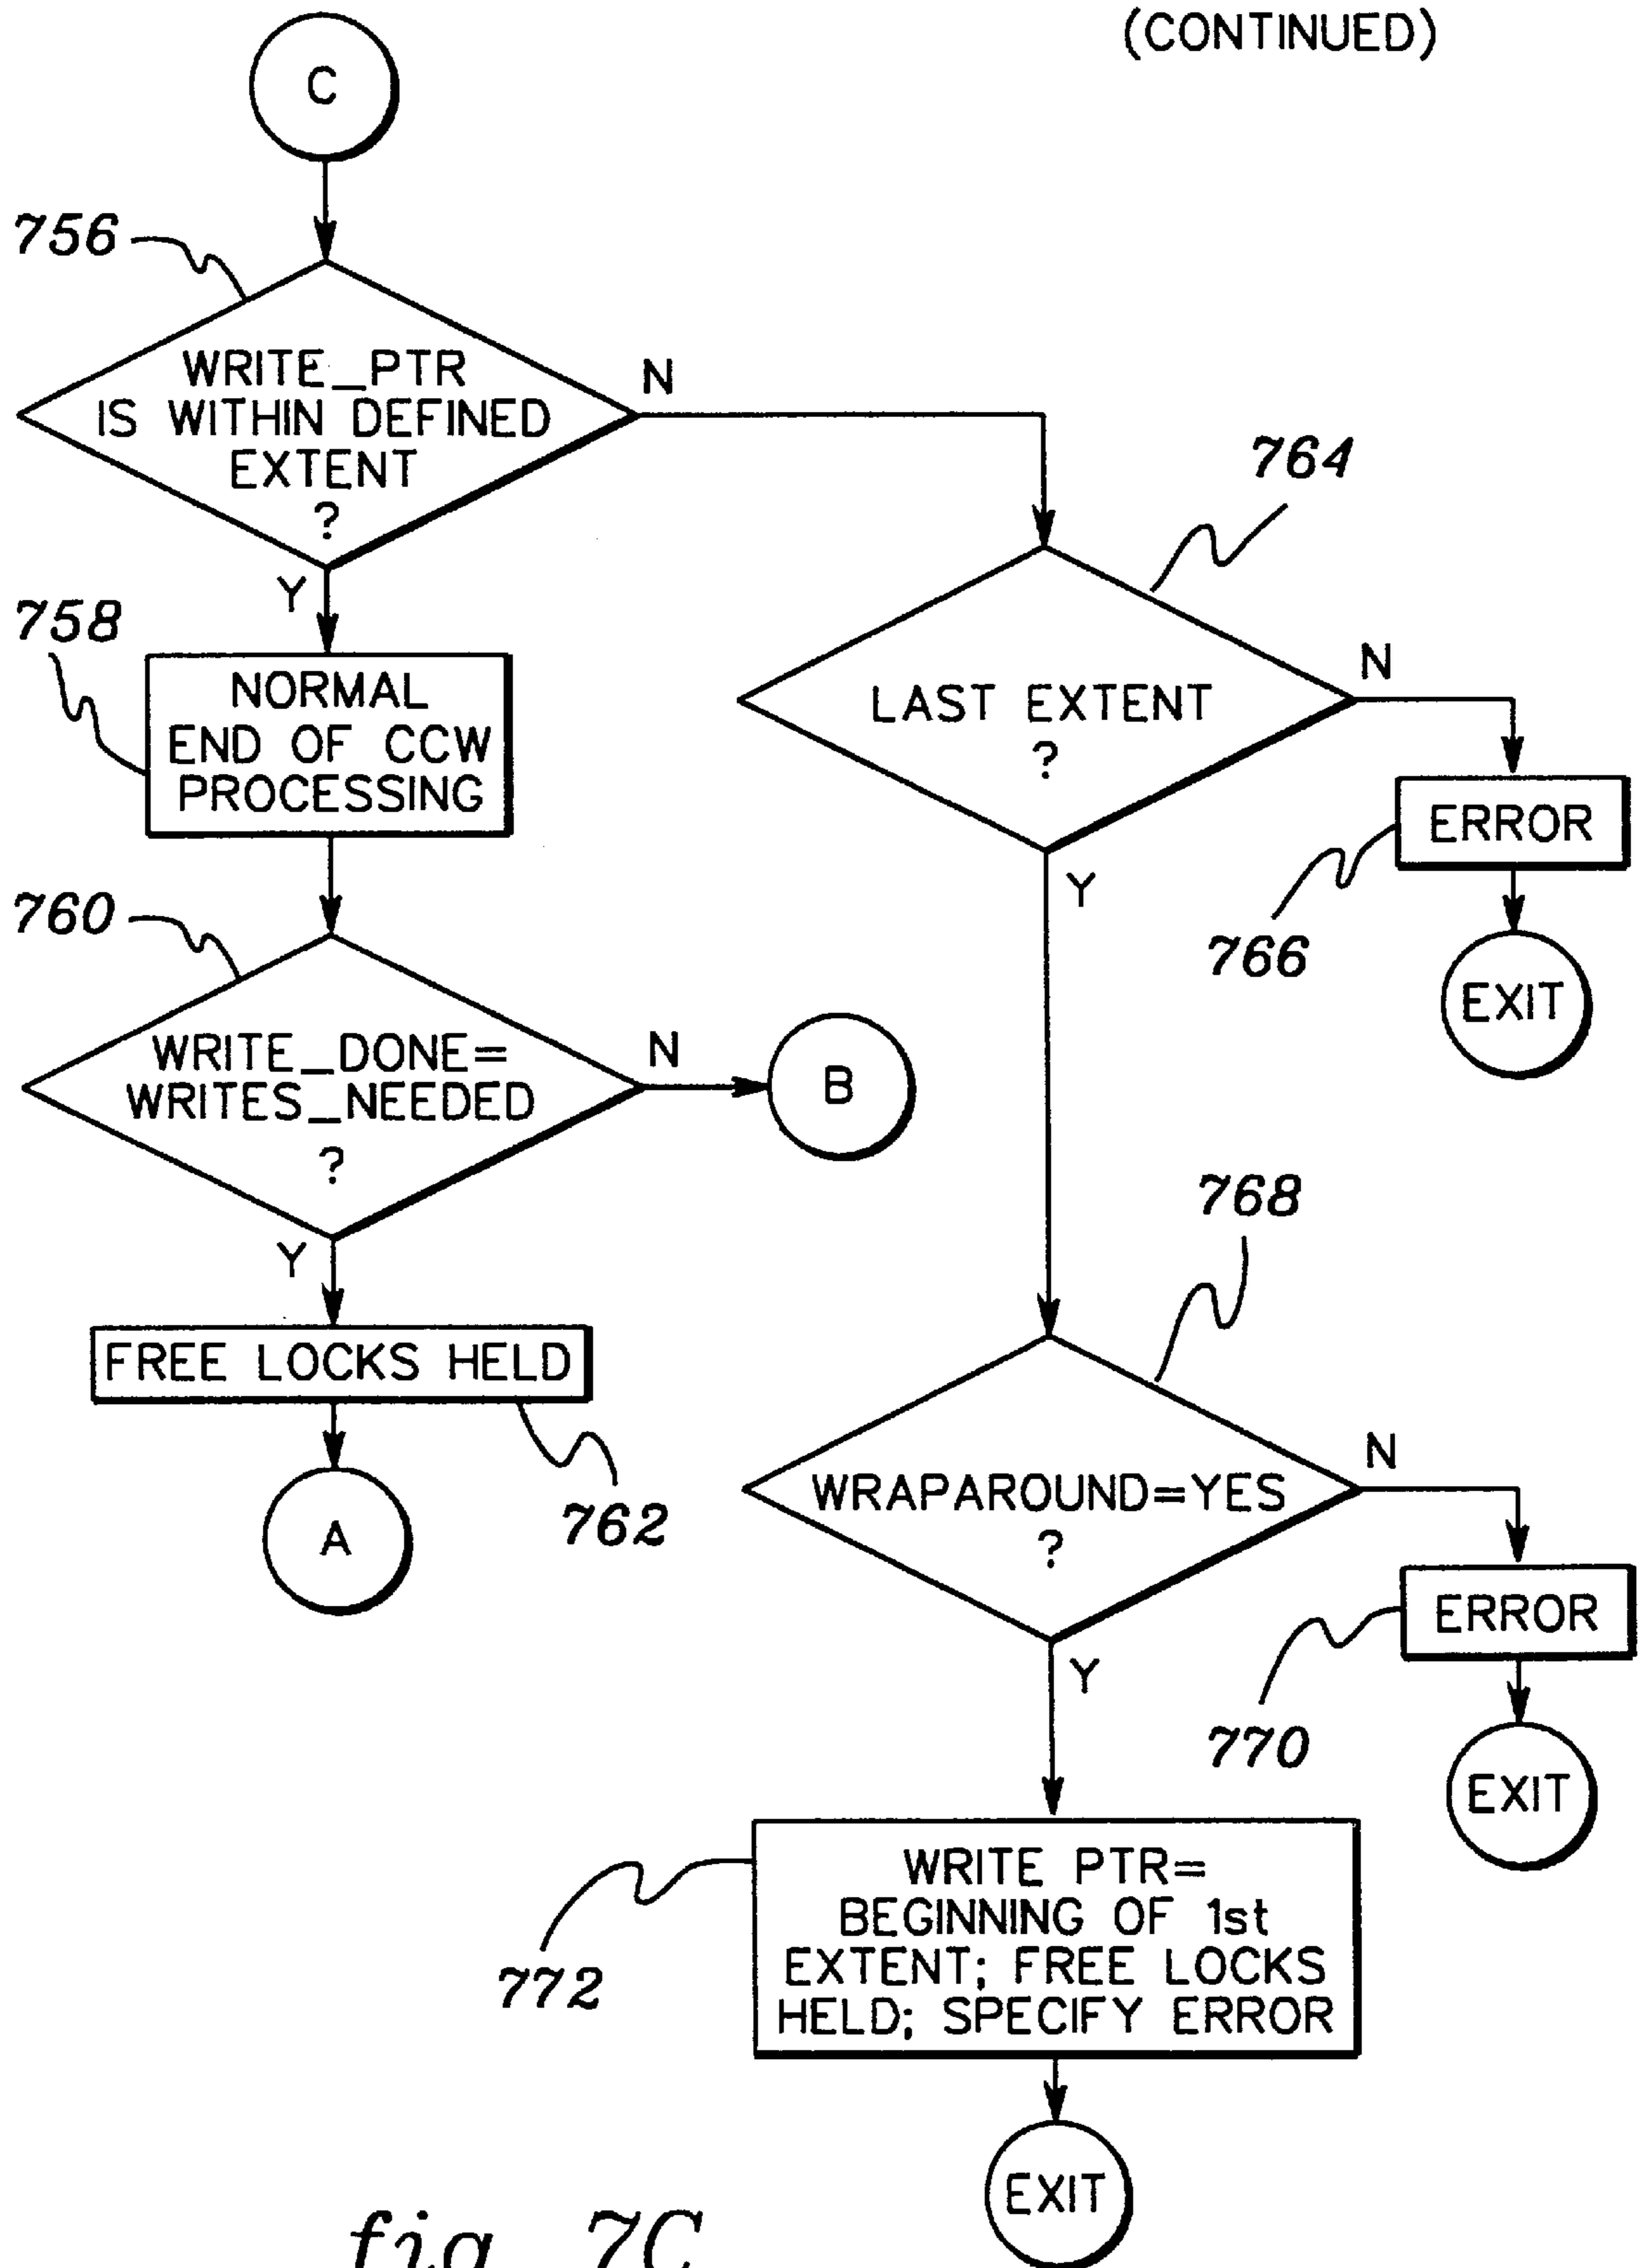 (CONTINUED)
C
756
WRITE_PTR
IS WITHIN DEFINED
EXTENT
?
N
Y
764
LAST EXTENT
?
N
Y
758
NORMAL
END OF CCW
PROCESSING
ERROR
766
EXIT
760
WRITE_DONE=
WRITES_NEEDED
?
N
B
Y
768
FREE LOCKS HELD
762
A
WRAPAROUND=YES
?
N
Y
ERROR
770
EXIT
WRITE PTR=
BEGINNING OF 1st
EXTENT; FREE LOCKS
HELD; SPECIFY ERROR
772
EXIT
fig. 7C